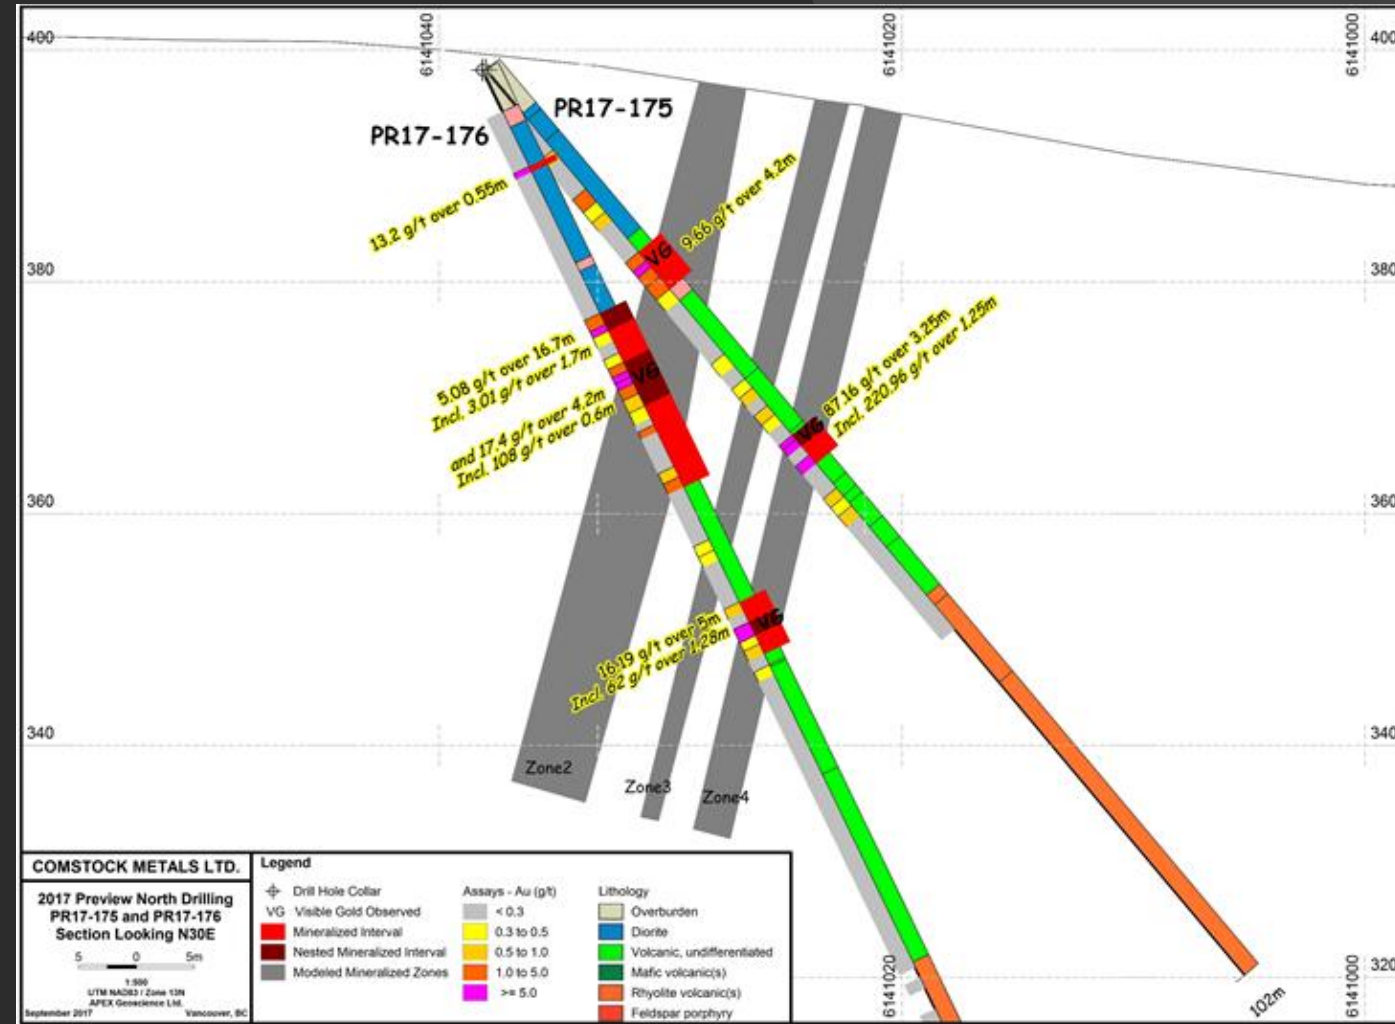 400
6141040
6141020
6141000
400
PR17-175
PR17-176
13.2 g/t over 0.55m
VG
9.66 g/t over 4.2m
380
380
5.08 g/t over 16.7m
Incl. 3.01 g/t over 1.7m
VG
and 17.4 g/t over 4.2m
Incl. 108 g/t over 0.6m
VG
87.16 g/t over 3.25m
Incl. 220.96 g/t over 1.25m
360
360
VG
16.19 g/t over 5m
Incl. 62 g/t over 1.28m
340
340
Zone2
Zone3
Zone4
6141020
6141000
320
102m
COMSTOCK METALS LTD.
2017 Preview North Drilling
PR17-175 and PR17-176
Section Looking N30E
5 0 5m
1:500
UTM NAD83 / Zone 13N
APEX Geoscience Ltd.
September 2017 Vancouver, BC
Legend
Drill Hole Collar
VG Visible Gold Observed
Mineralized Interval
Nested Mineralized Interval
Modeled Mineralized Zones
Assays - Au (g/t)
< 0.3
0.3 to 0.5
0.5 to 1.0
1.0 to 5.0
>= 5.0
Lithology
Overburden
Diorite
Volcanic, undifferentiated
Mafic volcanic(s)
Rhyolite volcanic(s)
Feldspar porphyry